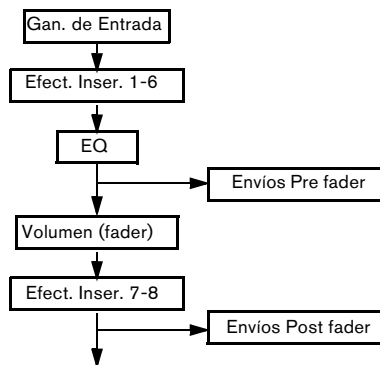 Gan. de Entrada
Efect. Inser. 1-6
EQ
Envíos Pre fader
Volumen (fader)
Efect. Inser. 7-8
Envíos Post fader